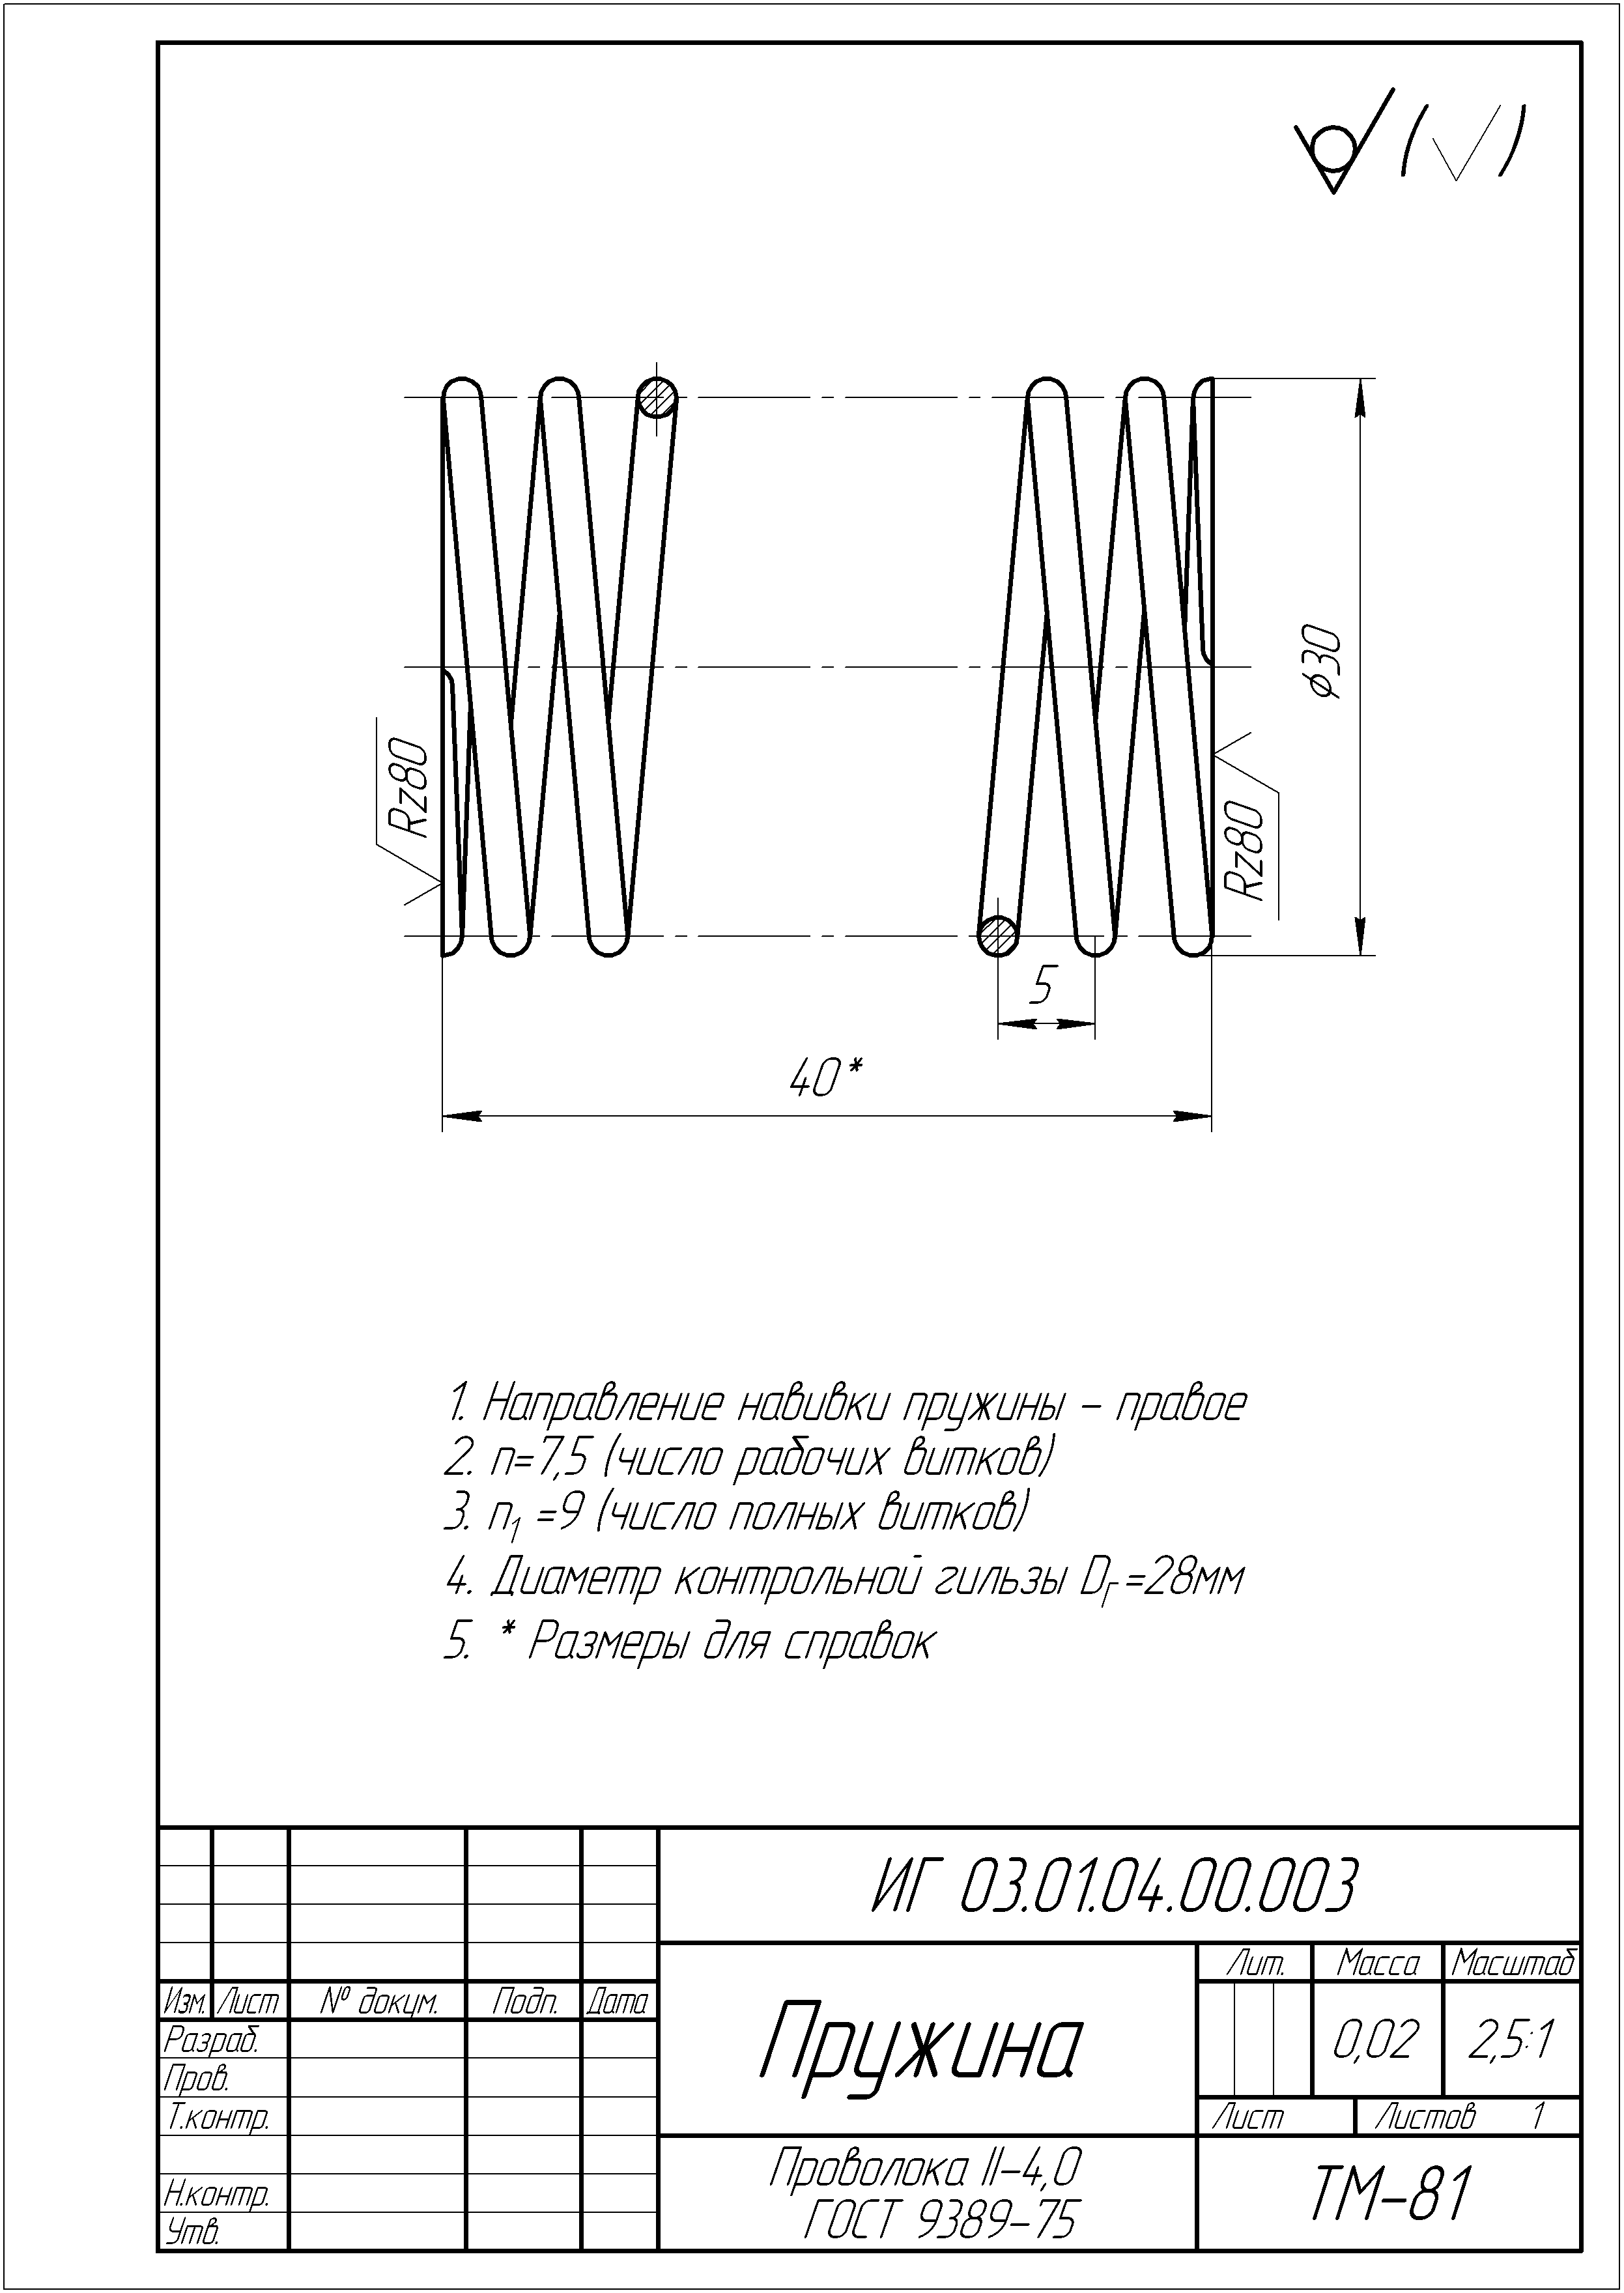 Rz80
Rz80
⌀30
5
40*
1. Направление навивки пружины – правое
2. n=7,5 (число рабочих витков)
3. n₁ =9 (число полных витков)
4. Диаметр контрольной гильзы Dг=28мм
5. * Размеры для справок
ИГ 03.01.04.00.003
Лит. Масса Масштаб
Изм. Лист № докум. Подп. Дата
Разраб.
Пров.
Т.контр.
Н.контр.
Утв.
Пружина
0,02 2,5:1
Лист Листов 1
Проволока II–4,0
ГОСТ 9389–75
ТМ–81